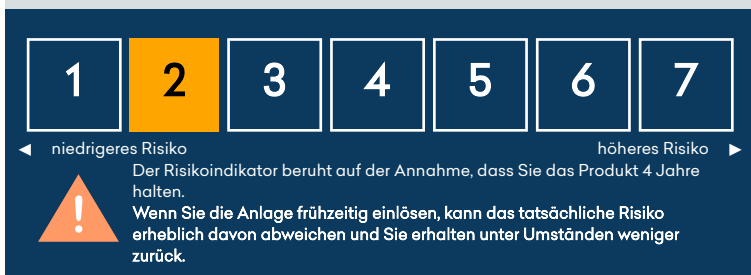 1 2 3 4 5 6 7
◄ niedrigeres Risiko höheres Risiko ►
Der Risikoindikator beruht auf der Annahme, dass Sie das Produkt 4 Jahre
halten.
!
Wenn Sie die Anlage frühzeitig einlösen, kann das tatsächliche Risiko
erheblich davon abweichen und Sie erhalten unter Umständen weniger
zurück.